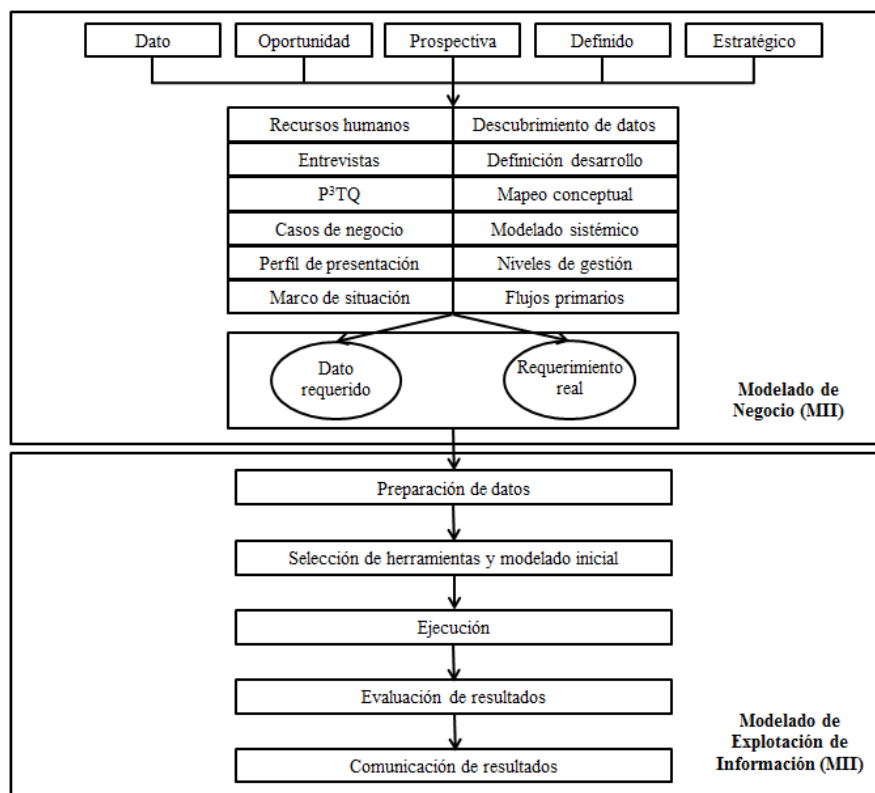 Dato
Oportunidad
Prospectiva
Definido
Estratégico
Recursos humanos
Descubrimiento de datos
Entrevistas
Definición desarrollo
P³TQ
Mapeo conceptual
Casos de negocio
Modelado sistémico
Perfil de presentación
Niveles de gestión
Marco de situación
Flujos primarios
Dato
requerido
Requerimiento
real
Modelado de
Negocio (MII)
Preparación de datos
Selección de herramientas y modelado inicial
Ejecución
Evaluación de resultados
Comunicación de resultados
Modelado de
Explotación de
Información (MII)